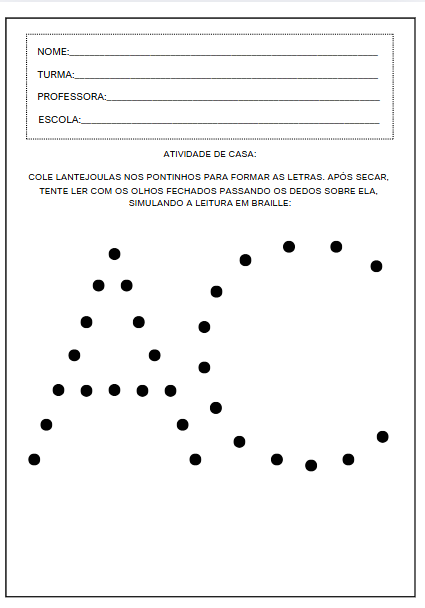 NOME:
TURMA:
PROFESSORA:
ESCOLA:
ATIVIDADE DE CASA:
COLE LANTEJOULAS NOS PONTINHOS PARA FORMAR AS LETRAS. APÓS SECAR,
TENTE LER COM OS OLHOS FECHADOS PASSANDO OS DEDOS SOBRE ELA,
SIMULANDO A LEITURA EM BRAILLE:
A C